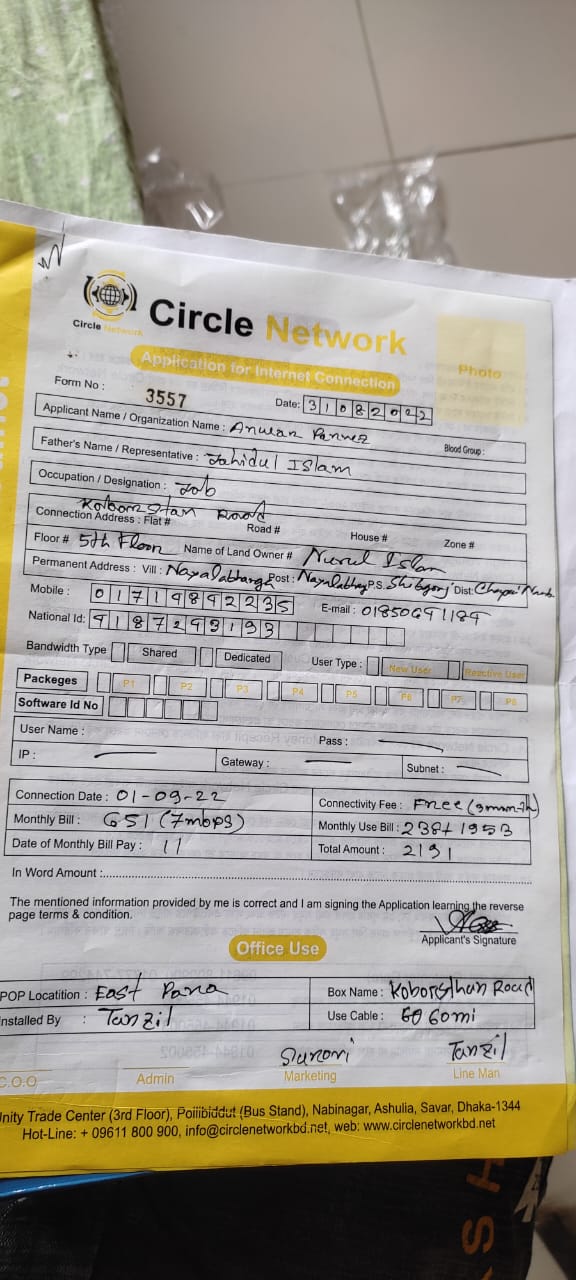 Circle Network
Circle Network
Application for Internet Connection
Photo
Form No : 3557
Date: 31082022
Applicant Name / Organization Name : Anwar Parvez
Blood Group :
Father's Name / Representative : Jahidul Islam
Occupation / Designation : Job
Koborstan Road
Connection Address : Flat # Road # House # Zone #
Floor # 5th Floor Name of Land Owner # Nurul Islam
Permanent Address : Vill : Nayalabhanga Post : Nayalabhang P.S. Shibgonj Dist: Chapai
Mobile : 01719892235 E-mail : 01850691189
National Id: 9187293193
Bandwidth Type Shared Dedicated User Type : New User Reactive User
Packeges P1 P2 P3 P4 P5 P6 P7 P8
Software Id No
User Name : Pass :
IP : Gateway : Subnet :
Connection Date : 01-09-22 Connectivity Fee : Free
Monthly Bill : 651 (7mbps) Monthly Use Bill : 238+1953
Date of Monthly Bill Pay : 11 Total Amount : 2191
In Word Amount :
The mentioned information provided by me is correct and I am signing the Application learning the reverse
page terms & condition.
Applicant's Signature
Office Use
POP Locatition : East Para Box Name : Koborsthan Road
Installed By : Tanzil Use Cable : 60mi
Tanzil
C.O.O Admin Marketing Line Man
Unity Trade Center (3rd Floor), Polliibiddut (Bus Stand), Nabinagar, Ashulia, Savar, Dhaka-1344
Hot-Line: + 09611 800 900, info@circlenetworkbd.net, web: www.circlenetworkbd.net